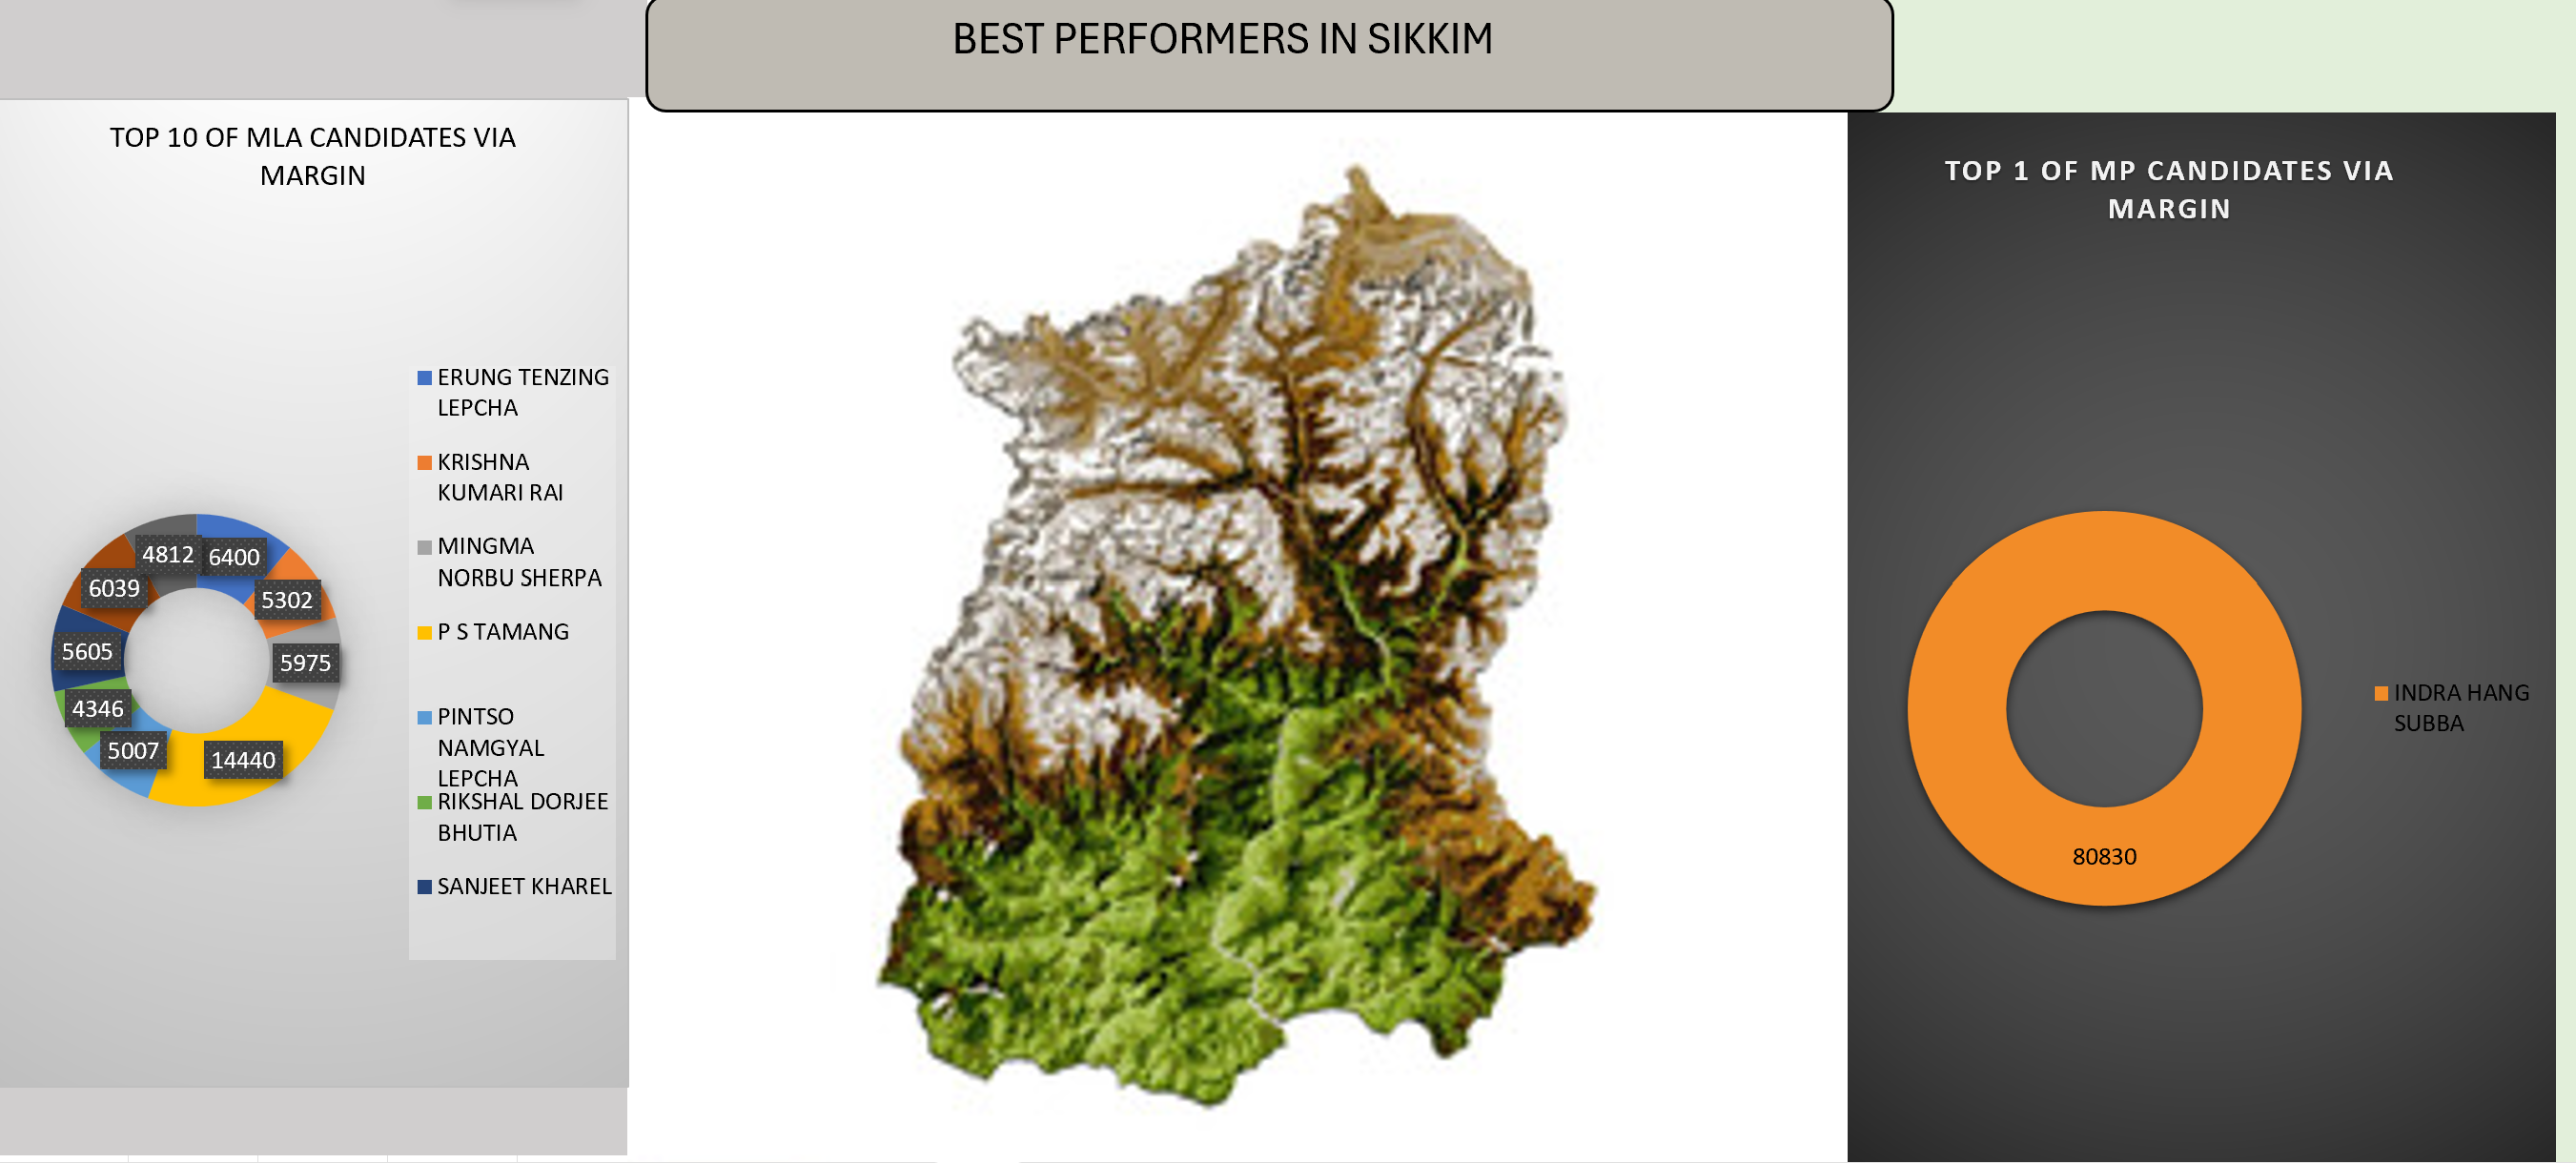 BEST PERFORMERS IN SIKKIM
TOP 10 OF MLA CANDIDATES VIA
MARGIN
4812
6400
6039
5302
5605
5975
4346
5007
14440
ERUNG TENZING
LEPCHA
KRISHNA
KUMARI RAI
MINGMA
NORBU SHERPA
P S TAMANG
PINTSO
NAMGYAL
LEPCHA
RIKSHAL DORJEE
BHUTIA
SANJEET KHAREL
TOP 1 OF MP CANDIDATES VIA
MARGIN
80830
INDRA HANG
SUBBA